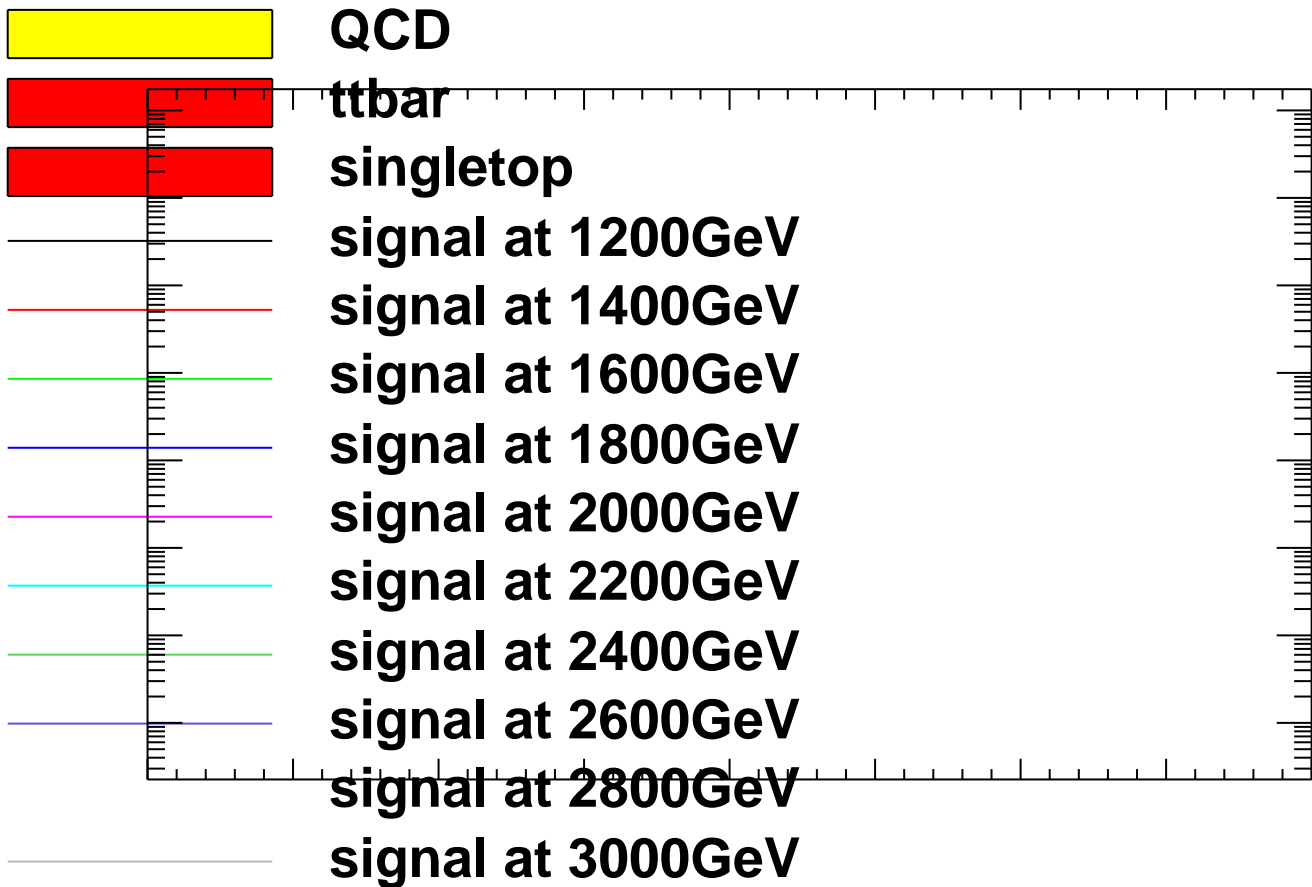 QCD
ttbar
singletop
signal at 1200GeV
signal at 1400GeV
signal at 1600GeV
signal at 1800GeV
signal at 2000GeV
signal at 2200GeV
signal at 2400GeV
signal at 2600GeV
signal at 2800GeV
signal at 3000GeV